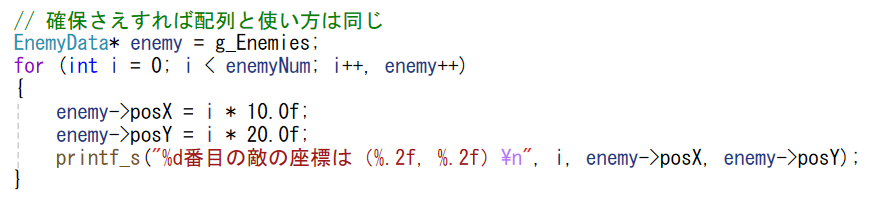 // 確保さえすれば配列と使い方は同じ
EnemyData* enemy = g_Enemies;
for (int i = 0; i < enemyNum; i++, enemy++)
{
    enemy->posX = i * 10.0f;
    enemy->posY = i * 20.0f;
    printf_s("%d番目の敵の座標は (%.2f, %.2f) ¥n", i, enemy->posX, enemy->posY);
}